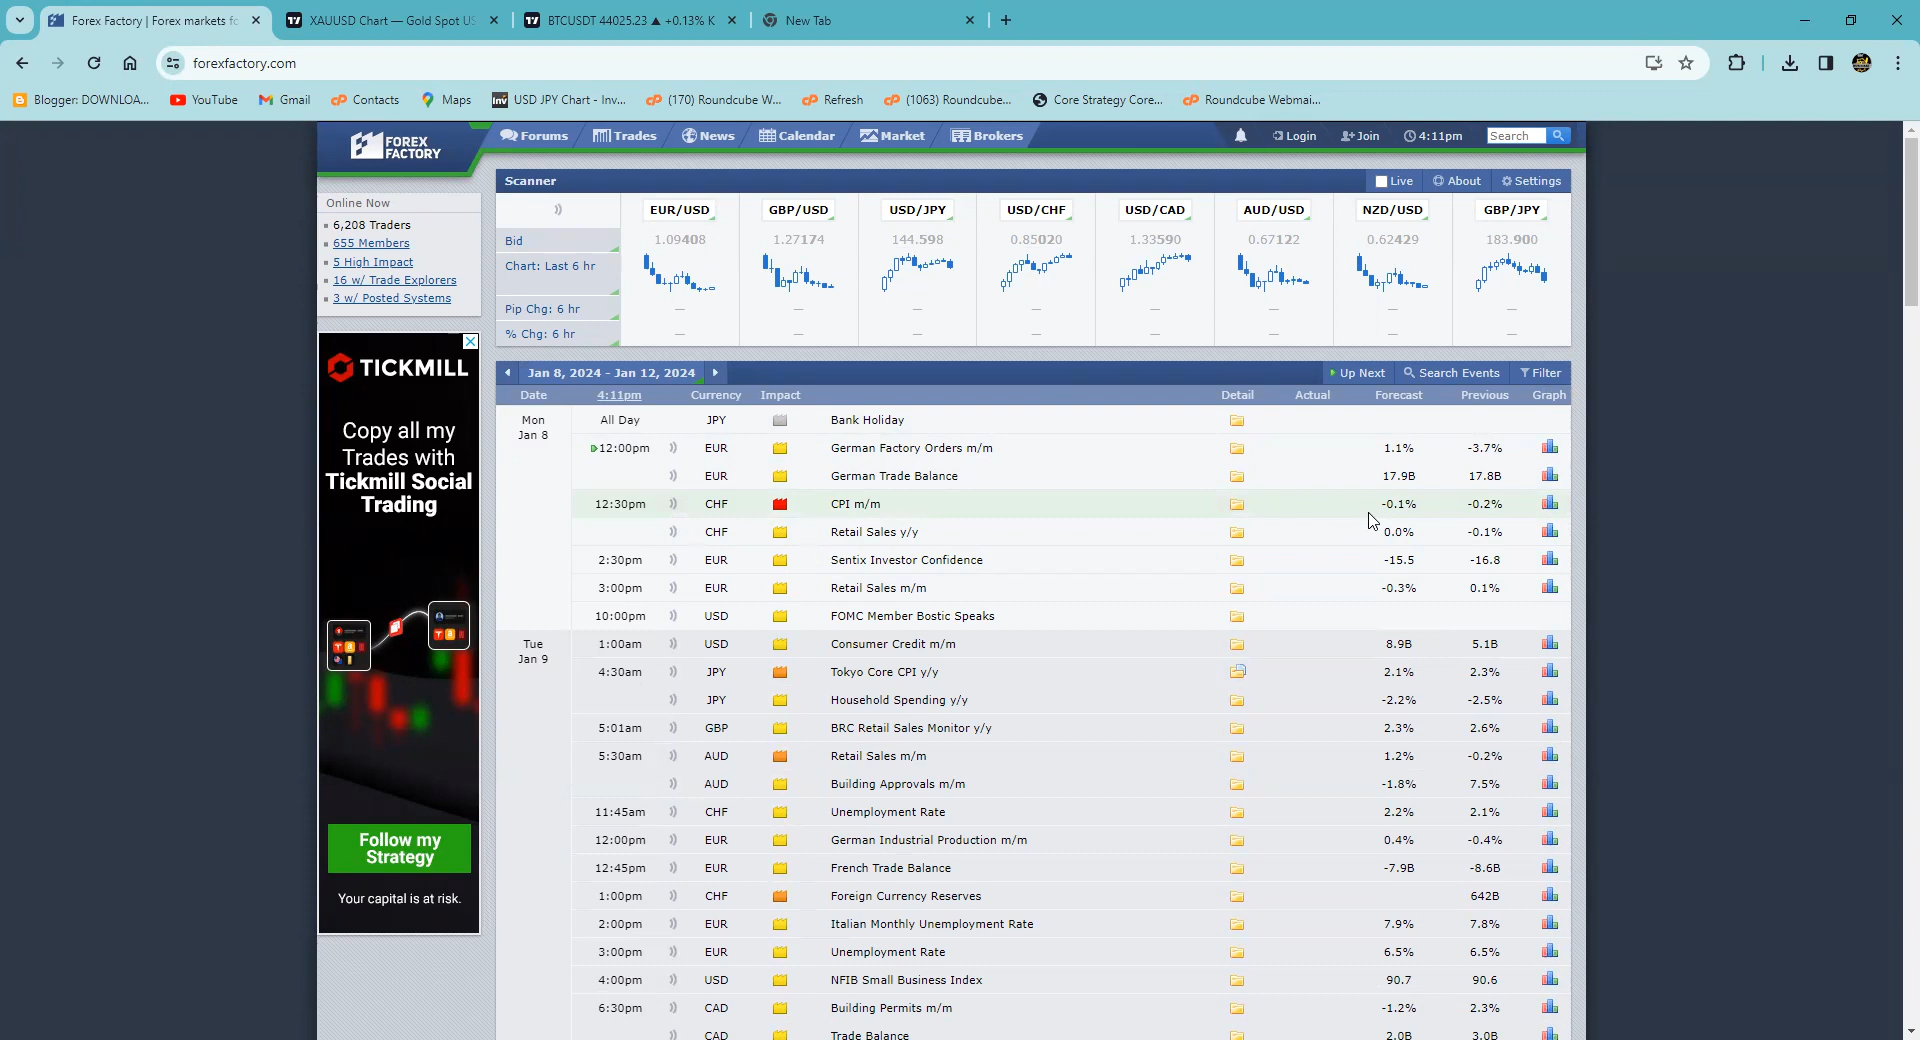 Forex Factory | Forex markets fo
XAUUSD Chart — Gold Spot US
BTCUSDT 44025.23 ▲ +0.13% K
New Tab
forexfactory.com
Blogger: DOWNLOA...
YouTube
Gmail
Contacts
Maps
USD JPY Chart - Inv...
(170) Roundcube W...
Refresh
(1063) Roundcube...
Core Strategy Core...
Roundcube Webmai...
FOREX FACTORY
Forums
Trades
News
Calendar
Market
Brokers
Login
Join
4:11pm
Search
Online Now
6,208 Traders
655 Members
5 High Impact
16 w/ Trade Explorers
3 w/ Posted Systems
TICKMILL
Copy all my
Trades with
Tickmill Social
Trading
Follow my
Strategy
Your capital is at risk.
Scanner Live About Settings
EUR/USD GBP/USD USD/JPY USD/CHF USD/CAD AUD/USD NZD/USD GBP/JPY
Bid 1.09408 1.27174 144.598 0.85020 1.33590 0.67122 0.62429 183.900
Chart: Last 6 hr
Pip Chg: 6 hr — — — — — — — —
% Chg: 6 hr — — — — — — — —
Jan 8, 2024 - Jan 12, 2024 Up Next Search Events Filter
Date 4:11pm Currency Impact Detail Actual Forecast Previous Graph
Mon
Jan 8
All Day JPY Bank Holiday
12:00pm EUR German Factory Orders m/m 1.1% -3.7%
EUR German Trade Balance 17.9B 17.8B
12:30pm CHF CPI m/m -0.1% -0.2%
CHF Retail Sales y/y 0.0% -0.1%
2:30pm EUR Sentix Investor Confidence -15.5 -16.8
3:00pm EUR Retail Sales m/m -0.3% 0.1%
10:00pm USD FOMC Member Bostic Speaks
Tue
Jan 9
1:00am USD Consumer Credit m/m 8.9B 5.1B
4:30am JPY Tokyo Core CPI y/y 2.1% 2.3%
JPY Household Spending y/y -2.2% -2.5%
5:01am GBP BRC Retail Sales Monitor y/y 2.3% 2.6%
5:30am AUD Retail Sales m/m 1.2% -0.2%
AUD Building Approvals m/m -1.8% 7.5%
11:45am CHF Unemployment Rate 2.2% 2.1%
12:00pm EUR German Industrial Production m/m 0.4% -0.4%
12:45pm EUR French Trade Balance -7.9B -8.6B
1:00pm CHF Foreign Currency Reserves 642B
2:00pm EUR Italian Monthly Unemployment Rate 7.9% 7.8%
3:00pm EUR Unemployment Rate 6.5% 6.5%
4:00pm USD NFIB Small Business Index 90.7 90.6
6:30pm CAD Building Permits m/m -1.2% 2.3%
CAD Trade Balance 2.0B 3.0B